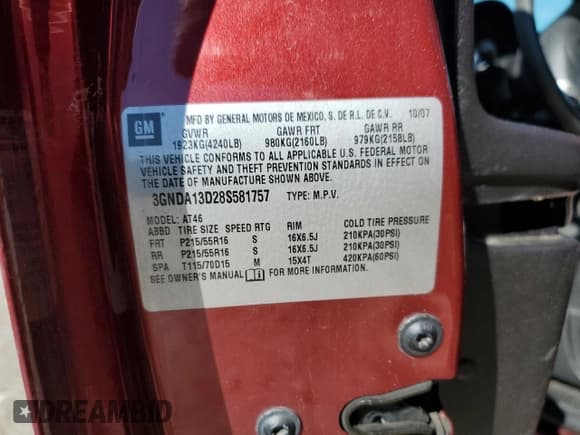 GM
MFD BY GENERAL MOTORS DE MEXICO, S. DE R.L. DE C.V. 10/07
GVWR GAWR FRT GAWR RR
1923KG(4240LB) 980KG(2160LB) 979KG(2158LB)
THIS VEHICLE CONFORMS TO ALL APPLICABLE U.S. FEDERAL MOTOR
VEHICLE SAFETY AND THEFT PREVENTION STANDARDS IN EFFECT ON THE
DATE OF MANUFACTURE SHOWN ABOVE.
3GNDA13D28S581757 TYPE: M.P.V.
MODEL: AT46
ABBD TIRE SIZE SPEED RTG RIM COLD TIRE PRESSURE
FRT P215/55R16 S 16X6.5J 210KPA(30PSI)
RR P215/55R16 S 16X6.5J 210KPA(30PSI)
SPA T115/70D15 M 15X4T 420KPA(60PSI)
SEE OWNER'S MANUAL FOR MORE INFORMATION.
DREAMBID